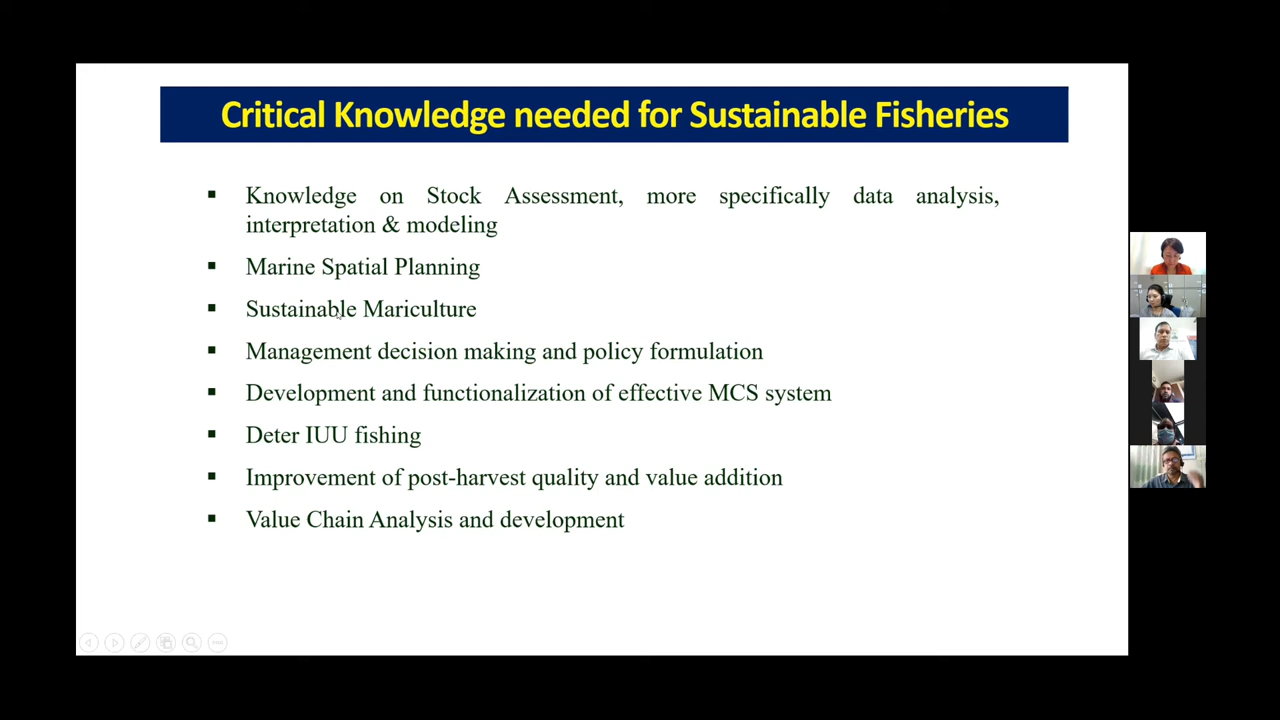 Critical Knowledge needed for Sustainable Fisheries
▪ Knowledge on Stock Assessment, more specifically data analysis,
interpretation & modeling
▪ Marine Spatial Planning
▪ Sustainable Mariculture
▪ Management decision making and policy formulation
▪ Development and functionalization of effective MCS system
▪ Deter IUU fishing
▪ Improvement of post-harvest quality and value addition
▪ Value Chain Analysis and development